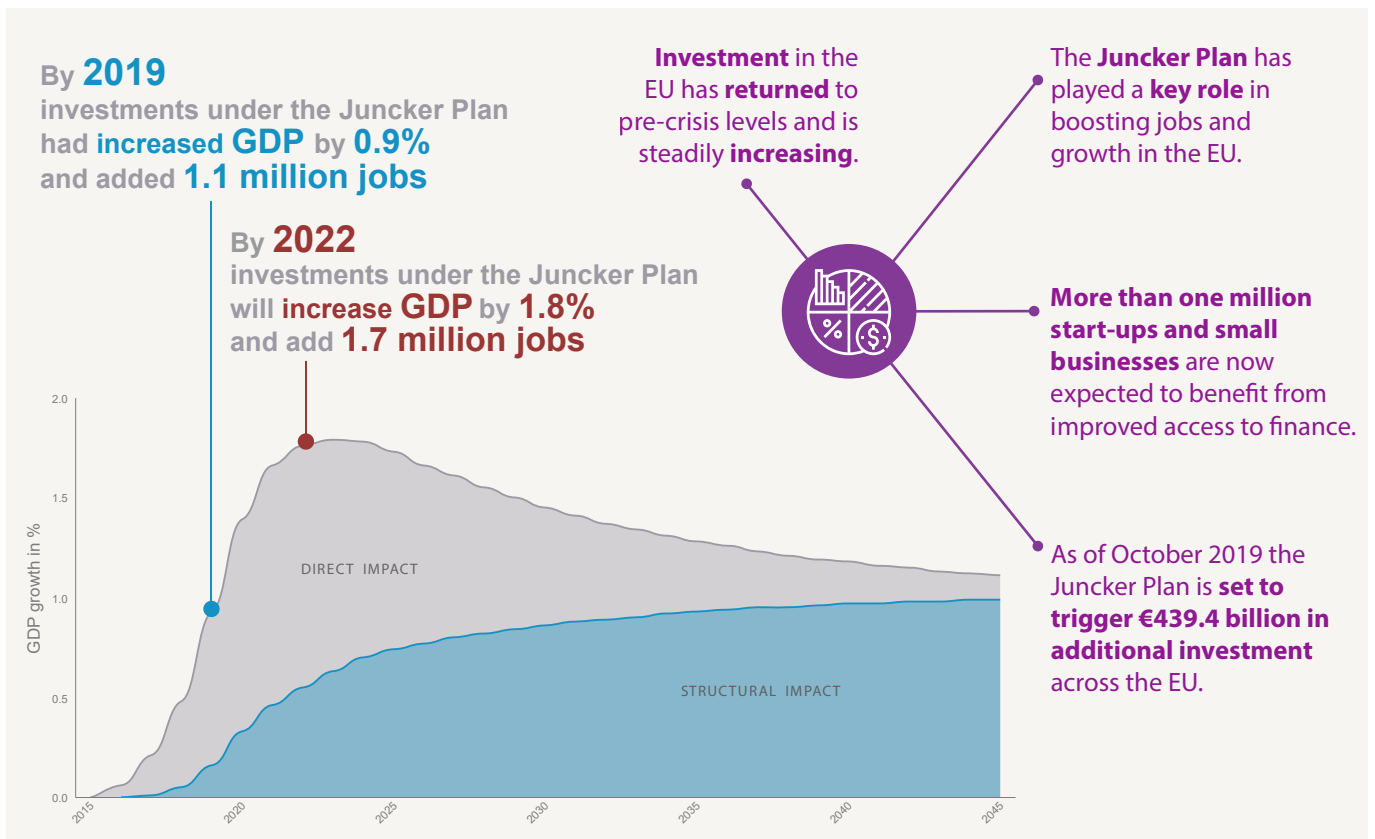 By 2019
investments under the Juncker Plan
had increased GDP by 0.9%
and added 1.1 million jobs
By 2022
investments under the Juncker Plan
will increase GDP by 1.8%
and add 1.7 million jobs
Investment in the
EU has returned to
pre-crisis levels and is
steadily increasing.
The Juncker Plan has
played a key role in
boosting jobs and
growth in the EU.
More than one million
start-ups and small
businesses are now
expected to benefit from
improved access to finance.
As of October 2019 the
Juncker Plan is set to
trigger €439.4 billion in
additional investment
across the EU.
%
$
GDP growth in %
2.0
1.5
1.0
0.5
0.0
DIRECT IMPACT
STRUCTURAL IMPACT
2015
2020
2025
2030
2035
2040
2045